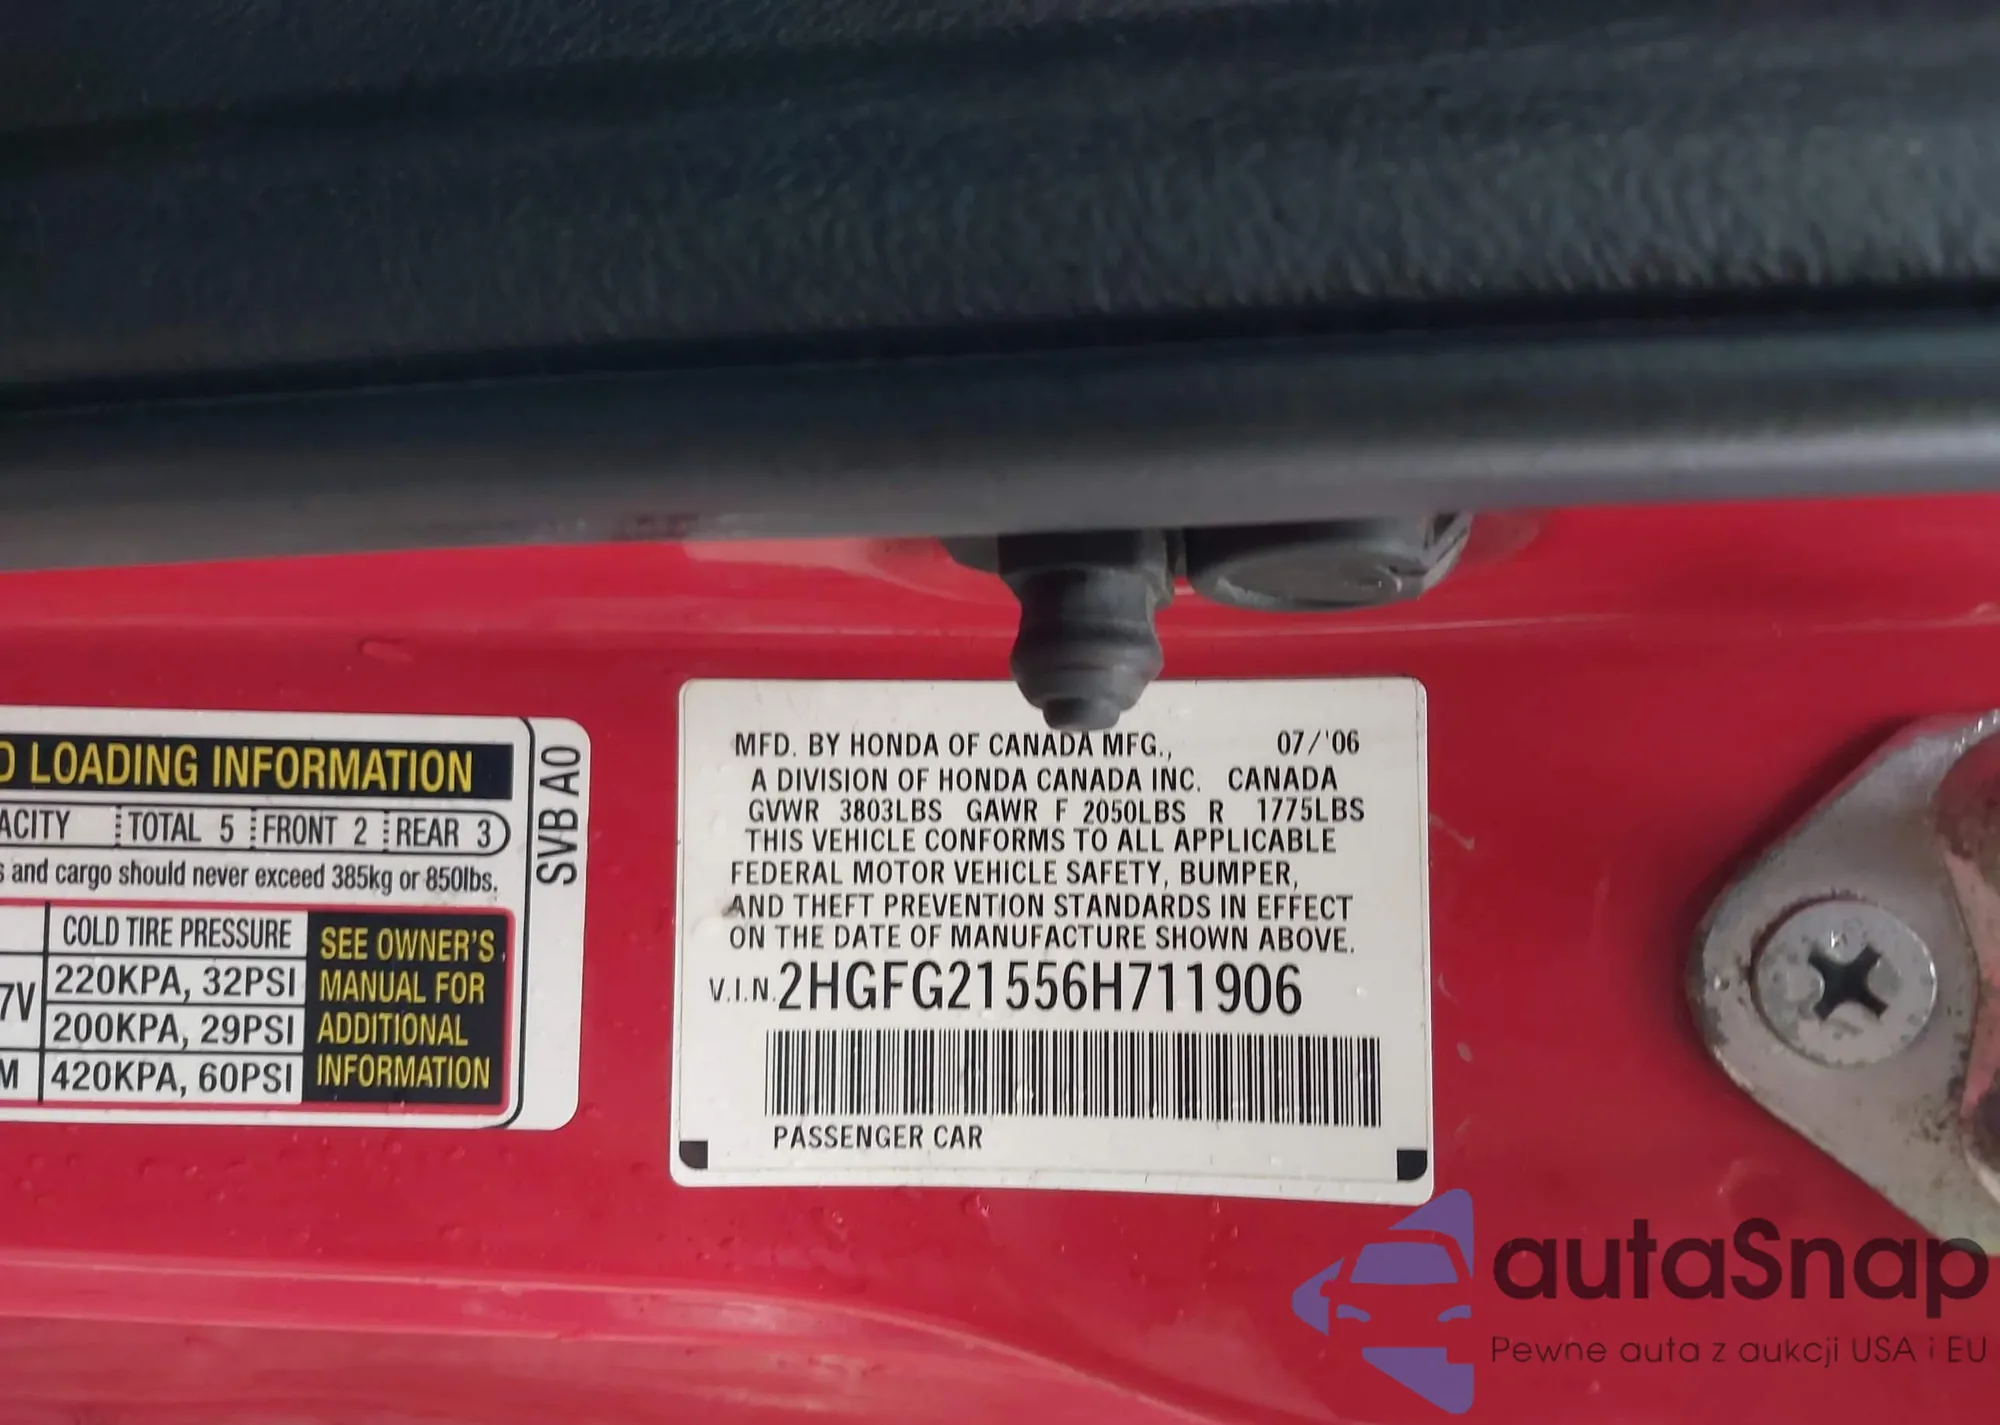 D LOADING INFORMATION
ACITY TOTAL 5 FRONT 2 REAR 3
s and cargo should never exceed 385kg or 850lbs.
COLD TIRE PRESSURE
7V 220KPA, 32PSI
200KPA, 29PSI
M 420KPA, 60PSI
SEE OWNER'S
MANUAL FOR
ADDITIONAL
INFORMATION
SVB A0
MFD. BY HONDA OF CANADA MFG., 07/'06
A DIVISION OF HONDA CANADA INC. CANADA
GVWR 3803LBS GAWR F 2050LBS R 1775LBS
THIS VEHICLE CONFORMS TO ALL APPLICABLE
FEDERAL MOTOR VEHICLE SAFETY, BUMPER,
AND THEFT PREVENTION STANDARDS IN EFFECT
ON THE DATE OF MANUFACTURE SHOWN ABOVE.
V.I.N. 2HGFG21556H711906
PASSENGER CAR
autaSnap
Pewne auta z aukcji USA i EU